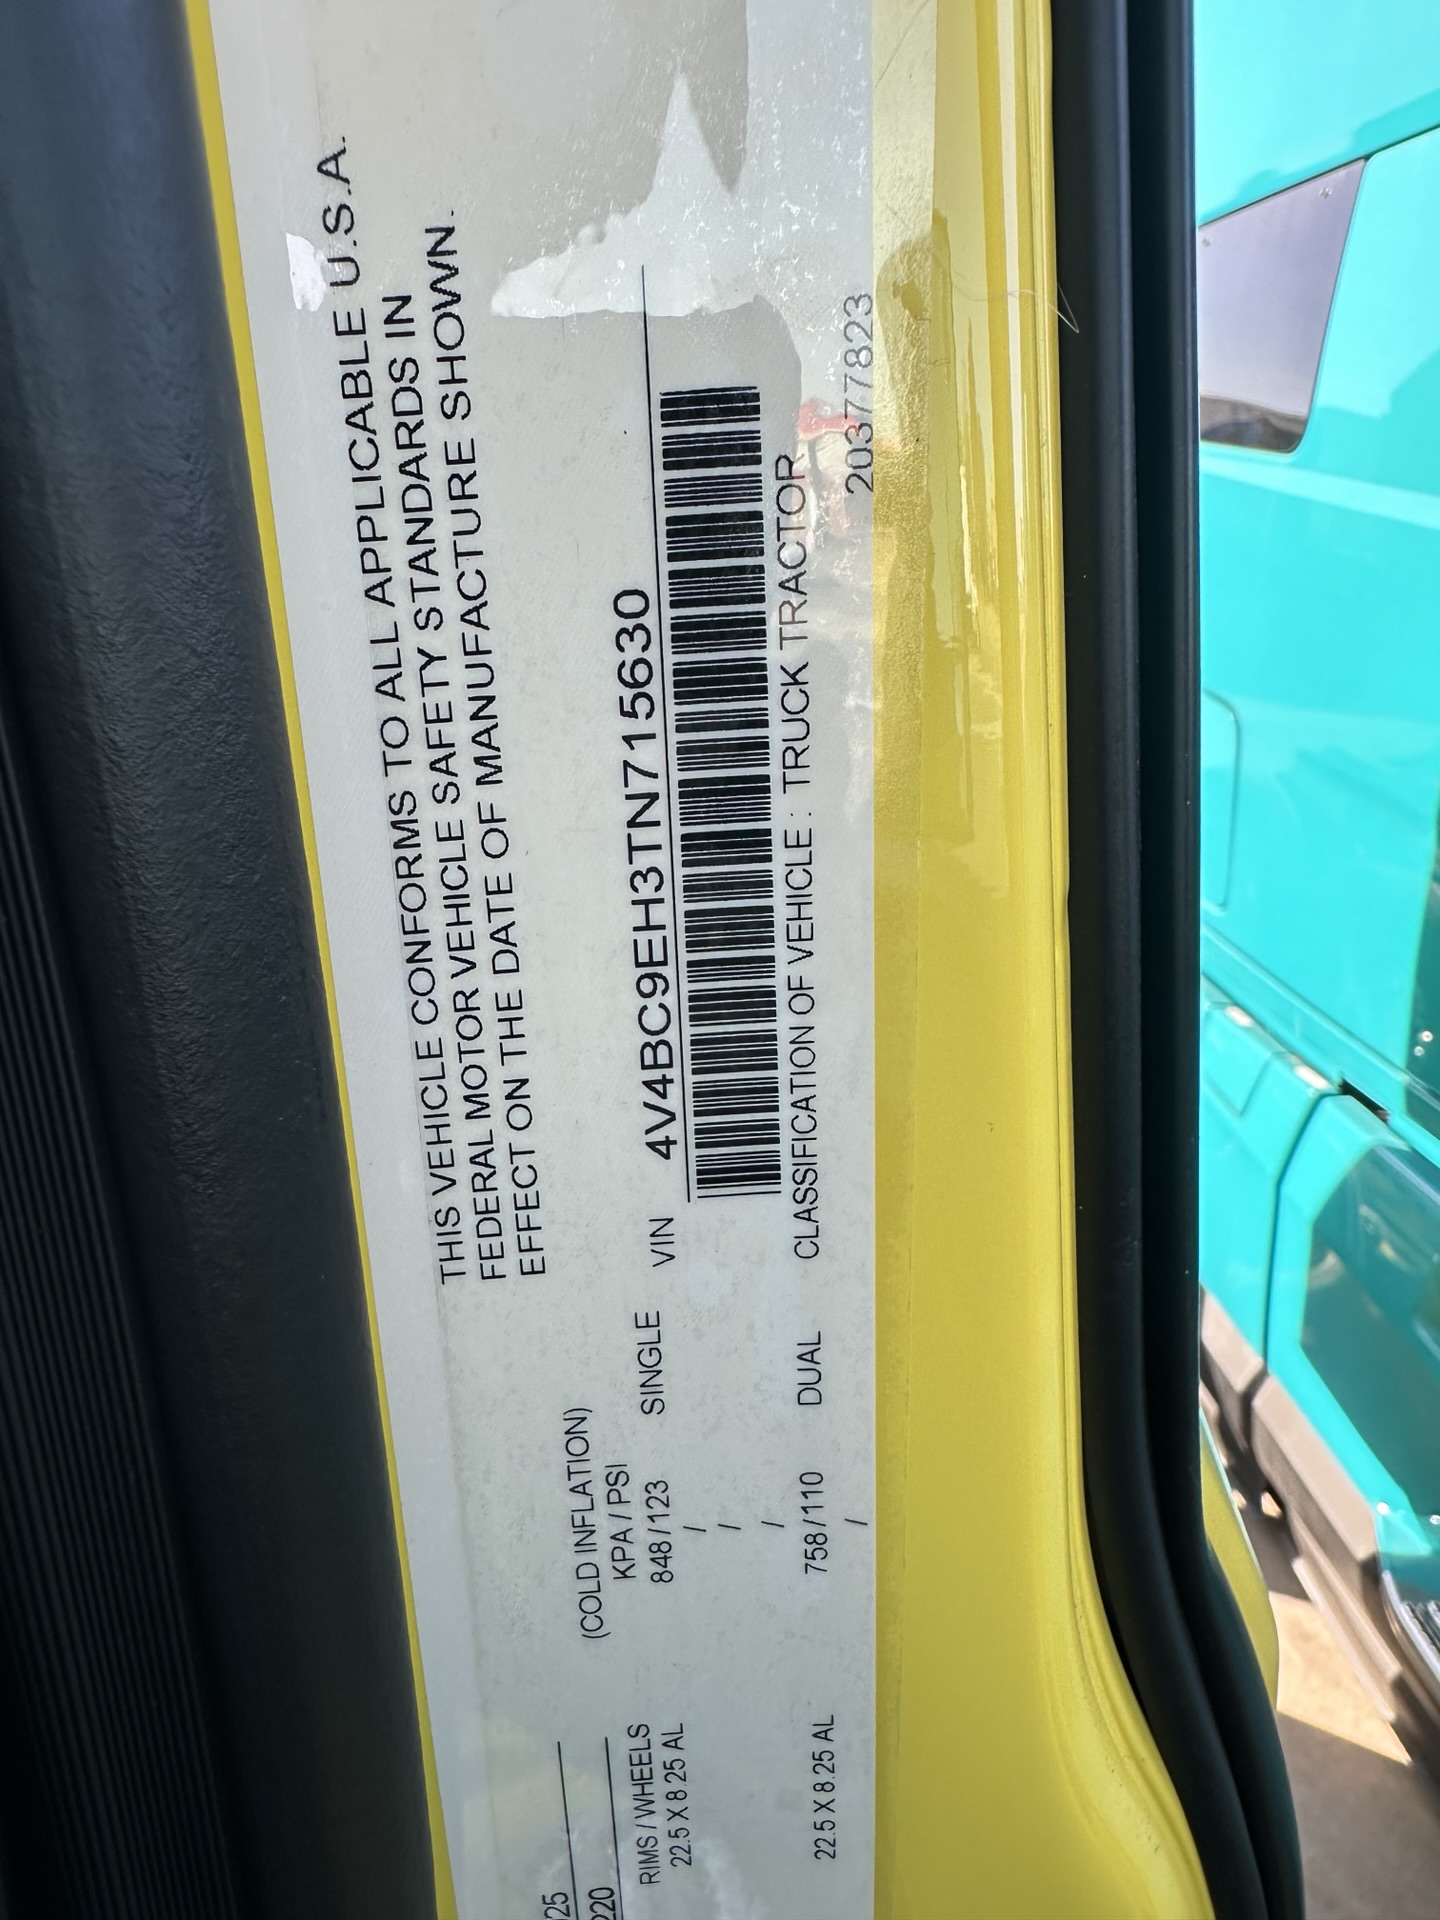 THIS VEHICLE CONFORMS TO ALL APPLICABLE U.S.A.
FEDERAL MOTOR VEHICLE SAFETY STANDARDS IN
EFFECT ON THE DATE OF MANUFACTURE SHOWN.
25
220
(COLD INFLATION)
RIMS / WHEELS KPA / PSI
22.5 X 8.25 AL 848 / 123 SINGLE VIN 4V4BC9EH3TN715630
/
/
/
22.5 X 8.25 AL 758 / 110 DUAL CLASSIFICATION OF VEHICLE : TRUCK TRACTOR
/
20377823